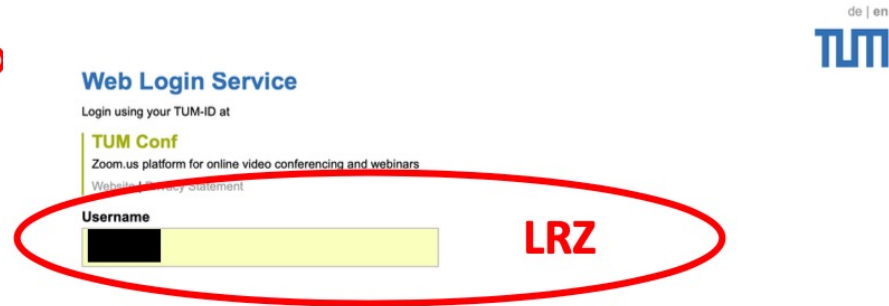 de | en
TUM
Web Login Service
Login using your TUM-ID at
TUM Conf
Zoom.us platform for online video conferencing and webinars
Website | Privacy Statement
Username
LRZ